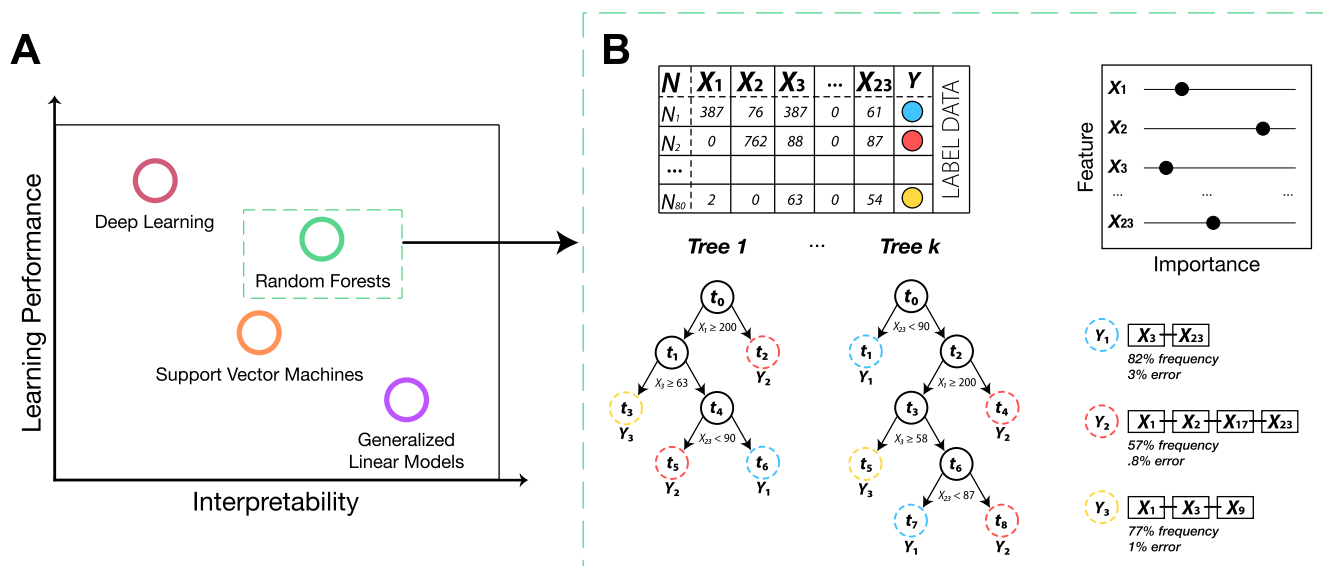 A
Learning Performance
Deep Learning
Random Forests
Support Vector Machines
Generalized
Linear Models
Interpretability
B
N X1 X2 X3 ... X23 Y
N1 387 76 387 0 61
N2 0 762 88 0 87
...
N80 2 0 63 0 54
LABEL DATA
Tree 1 ... Tree k
t0
X1 ≥ 200
t1 t2
Y2
X3 ≥ 63
t3 t4
Y3
X23 < 90
t5 t6
Y2 Y1
t0
X23 < 90
t1 t2
Y1
X1 ≥ 200
t3 t4
Y2
X3 ≥ 58
t5 t6
Y3
X23 < 87
t7 t8
Y1 Y2
Feature
X1
X2
X3
... ... ...
X23
Importance
Y1 X3 X23
82% frequency
3% error
Y2 X1 X2 X17 X23
57% frequency
.8% error
Y3 X1 X3 X9
77% frequency
1% error